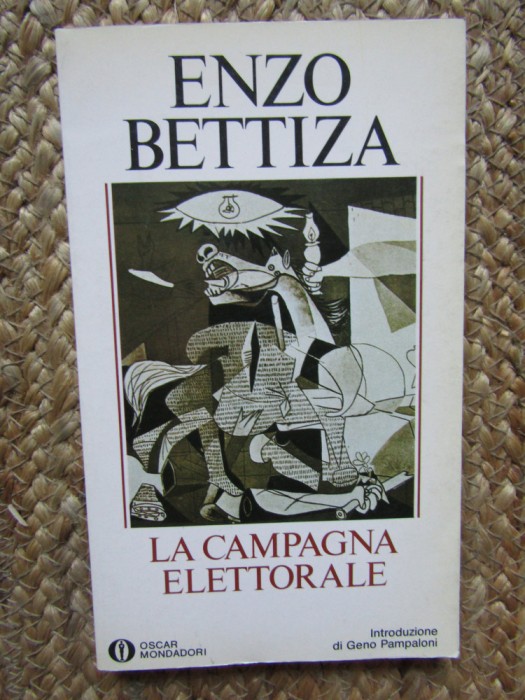 ENZO
BETTIZA
LA CAMPAGNA
ELETTORALE
OSCAR
MONDADORI
Introduzione
di Geno Pampaloni